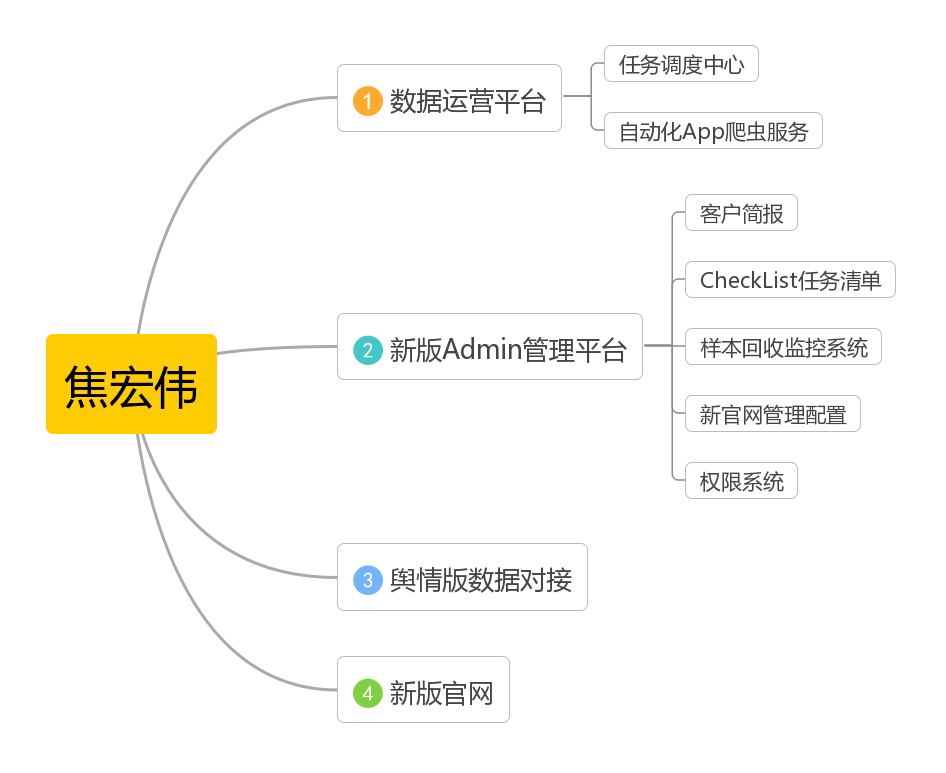 焦宏伟
1 数据运营平台
任务调度中心
自动化App爬虫服务
2 新版Admin管理平台
客户简报
CheckList任务清单
样本回收监控系统
新官网管理配置
权限系统
3 舆情版数据对接
4 新版官网